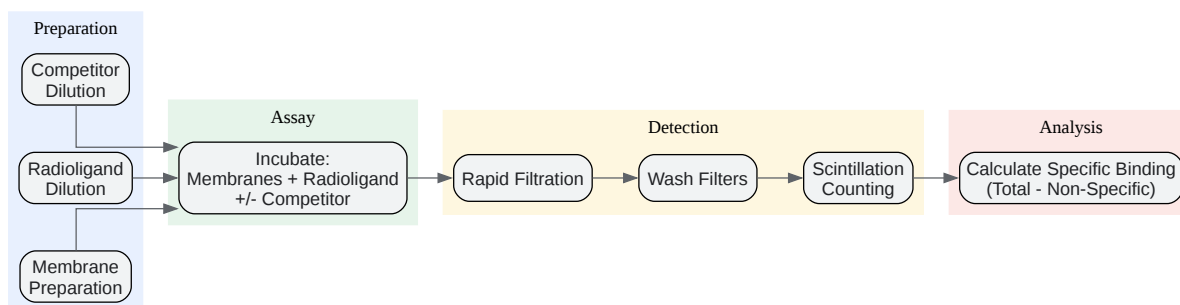 Preparation
Competitor
Dilution
Radioligand
Dilution
Membrane
Preparation
Assay
Incubate:
Membranes + Radioligand
+/- Competitor
Detection
Rapid Filtration
Wash Filters
Scintillation
Counting
Analysis
Calculate Specific Binding
(Total - Non-Specific)